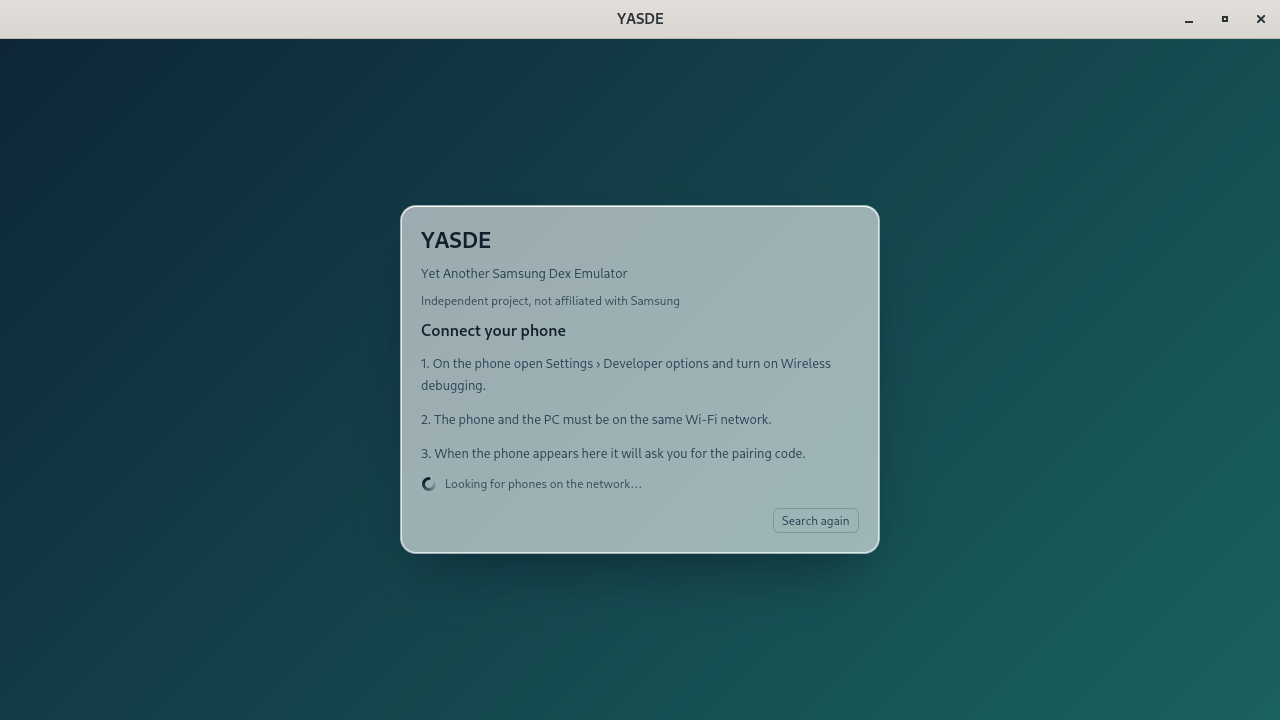 YASDE
YASDE
Yet Another Samsung Dex Emulator
Independent project, not affiliated with Samsung
Connect your phone
1. On the phone open Settings › Developer options and turn on Wireless
debugging.
2. The phone and the PC must be on the same Wi-Fi network.
3. When the phone appears here it will ask you for the pairing code.
Looking for phones on the network…
Search again